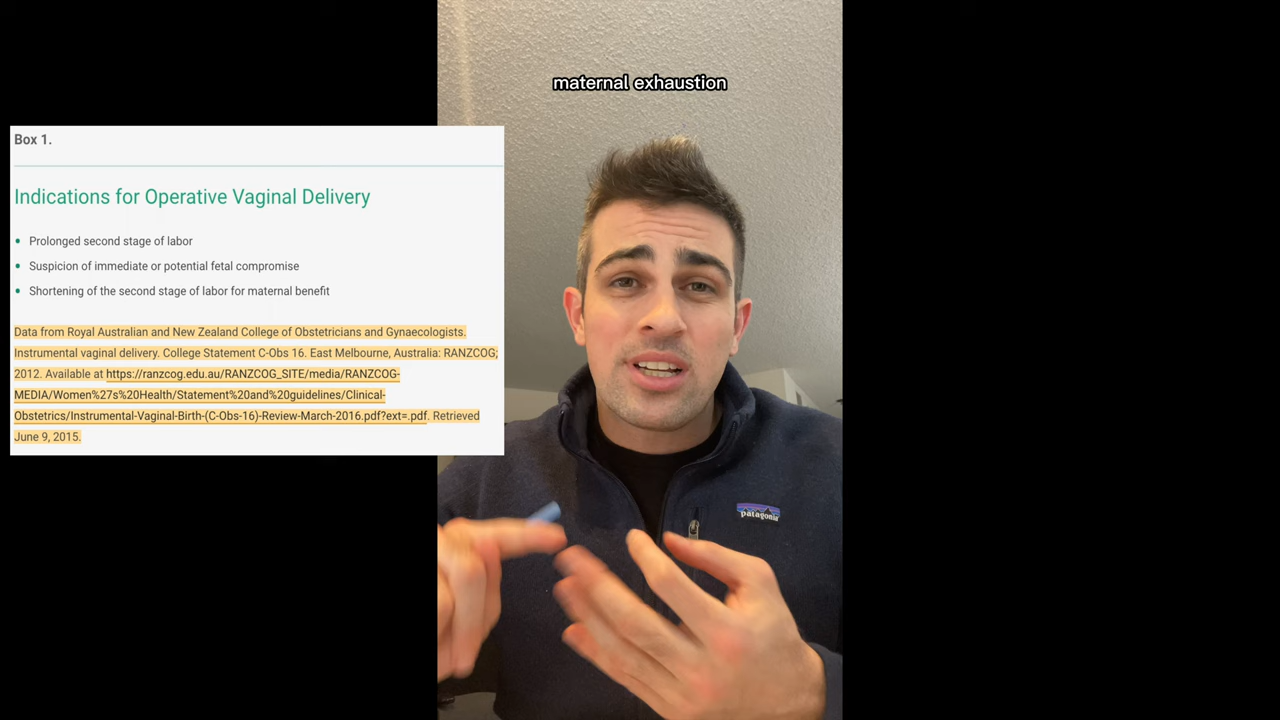 maternal exhaustion
Box 1.
Indications for Operative Vaginal Delivery
• Prolonged second stage of labor
• Suspicion of immediate or potential fetal compromise
• Shortening of the second stage of labor for maternal benefit
Data from Royal Australian and New Zealand College of Obstetricians and Gynaecologists.
Instrumental vaginal delivery. College Statement C-Obs 16. East Melbourne, Australia: RANZCOG;
2012. Available at https://ranzcog.edu.au/RANZCOG_SITE/media/RANZCOG-
MEDIA/Women%27s%20Health/Statement%20and%20guidelines/Clinical-
Obstetrics/Instrumental-Vaginal-Birth-(C-Obs-16)-Review-March-2016.pdf?ext=.pdf. Retrieved
June 9, 2015.
patagonia